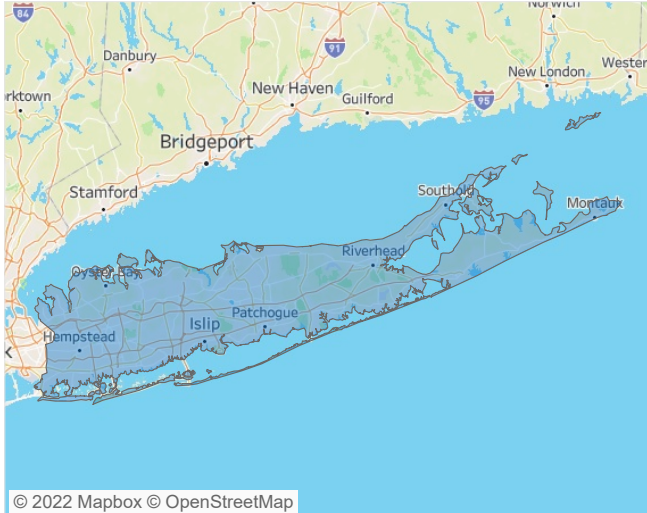 84
Norwich
Danbury
91
Wester
New London
orktown
New Haven
95
Guilford
Bridgeport
Stamford
Southold
Montauk
Riverhead
Oyster Bay
Patchogue
Islip
Hempstead
K
© 2022 Mapbox © OpenStreetMap